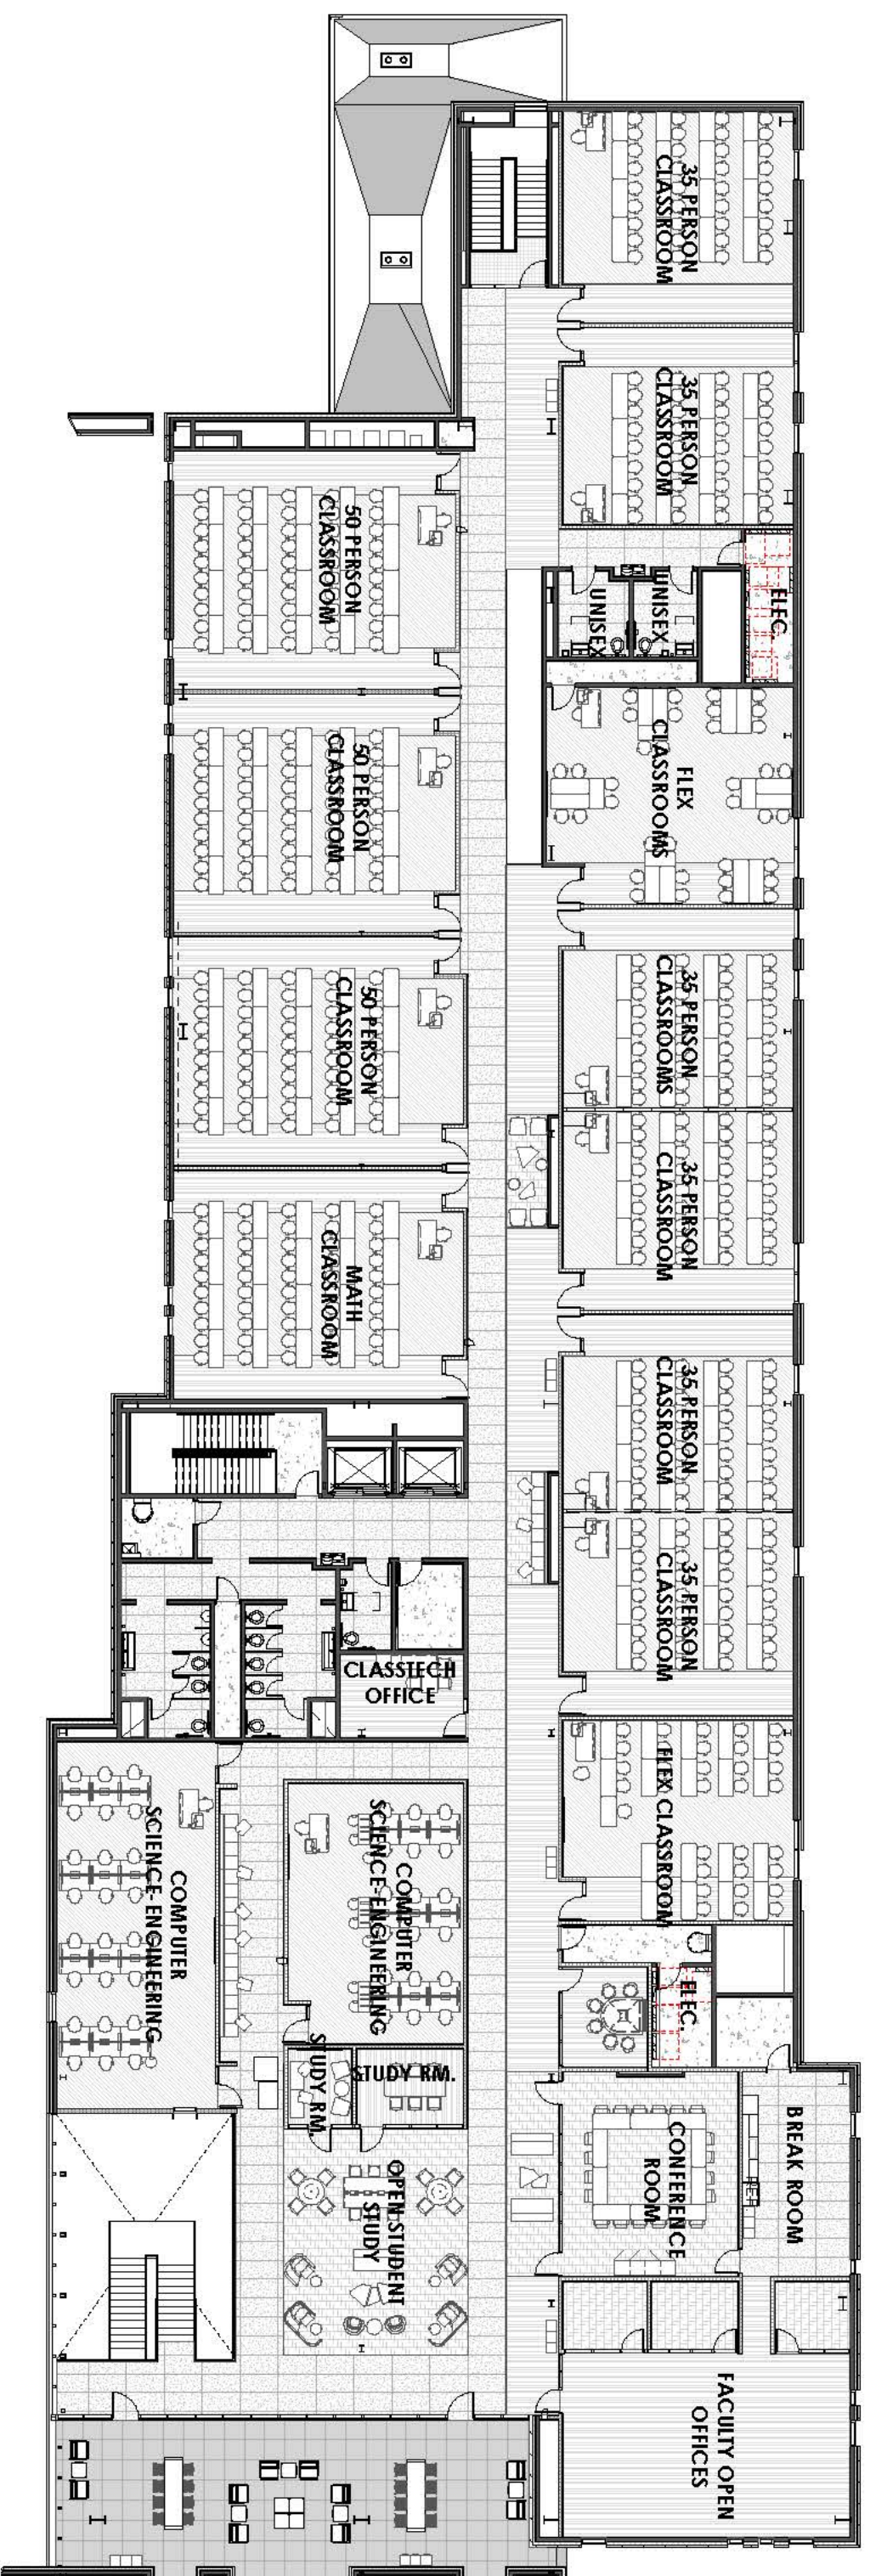 35 PERSON
CLASSROOM
35 PERSON
CLASSROOM
ELEC.
UNISEX
UNISEX
50 PERSON
CLASSROOM
FLEX
CLASSROOMS
50 PERSON
CLASSROOM
35 PERSON
CLASSROOMS
50 PERSON
CLASSROOM
35 PERSON
CLASSROOM
MATH
CLASSROOM
35 PERSON
CLASSROOM
35 PERSON
CLASSROOM
CLASSTECH
OFFICE
FLEX CLASSROOM
COMPUTER
SCIENCE-ENGINEERING
COMPUTER
SCIENCE-ENGINEERING
ELEC.
STUDY RM.
STUDY RM.
BREAK ROOM
CONFERENCE
ROOM
OPEN STUDENT
STUDY
FACULTY OPEN
OFFICES